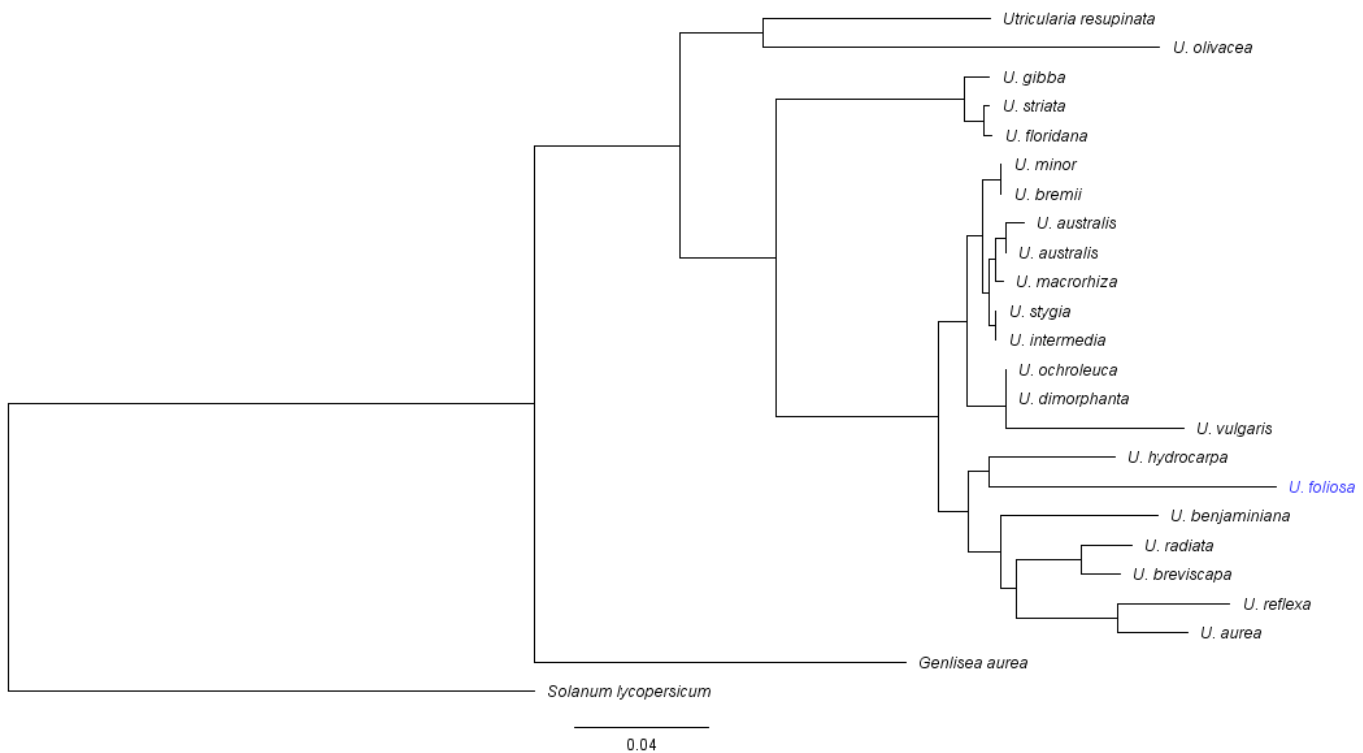 Utricularia resupinata
U. olivacea
U. gibba
U. striata
U. floridana
U. minor
U. bremii
U. australis
U. australis
U. macrorhiza
U. stygia
U. intermedia
U. ochroleuca
U. dimorphanta
U. vulgaris
U. hydrocarpa
U. foliosa
U. benjaminiana
U. radiata
U. breviscapa
U. reflexa
U. aurea
Genlisea aurea
Solanum lycopersicum
0.04